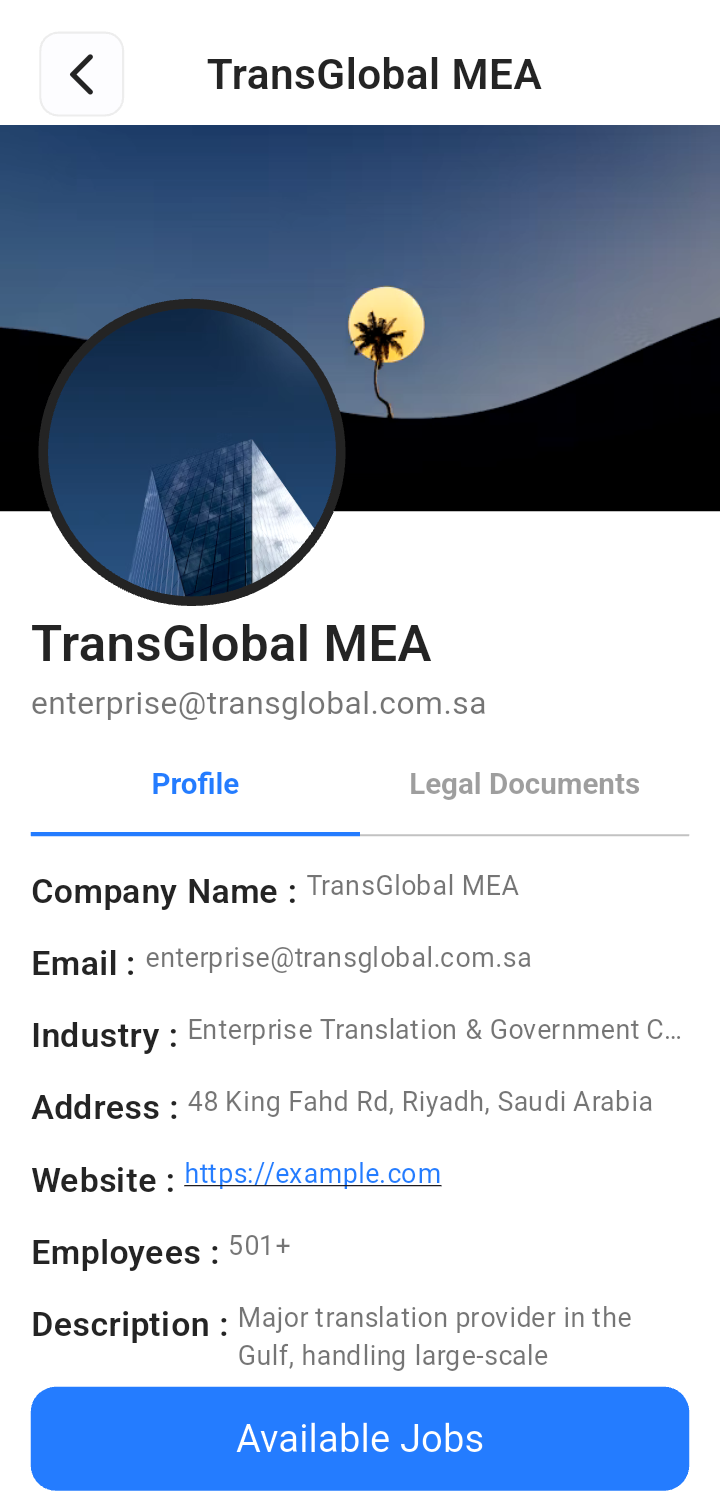 TransGlobal MEA
TransGlobal MEA
enterprise@transglobal.com.sa
Profile
Legal Documents
Company Name : TransGlobal MEA
Email : enterprise@transglobal.com.sa
Industry : Enterprise Translation & Government C...
Address : 48 King Fahd Rd, Riyadh, Saudi Arabia
Website : https://example.com
Employees : 501+
Description : Major translation provider in the
Gulf, handling large-scale
Available Jobs